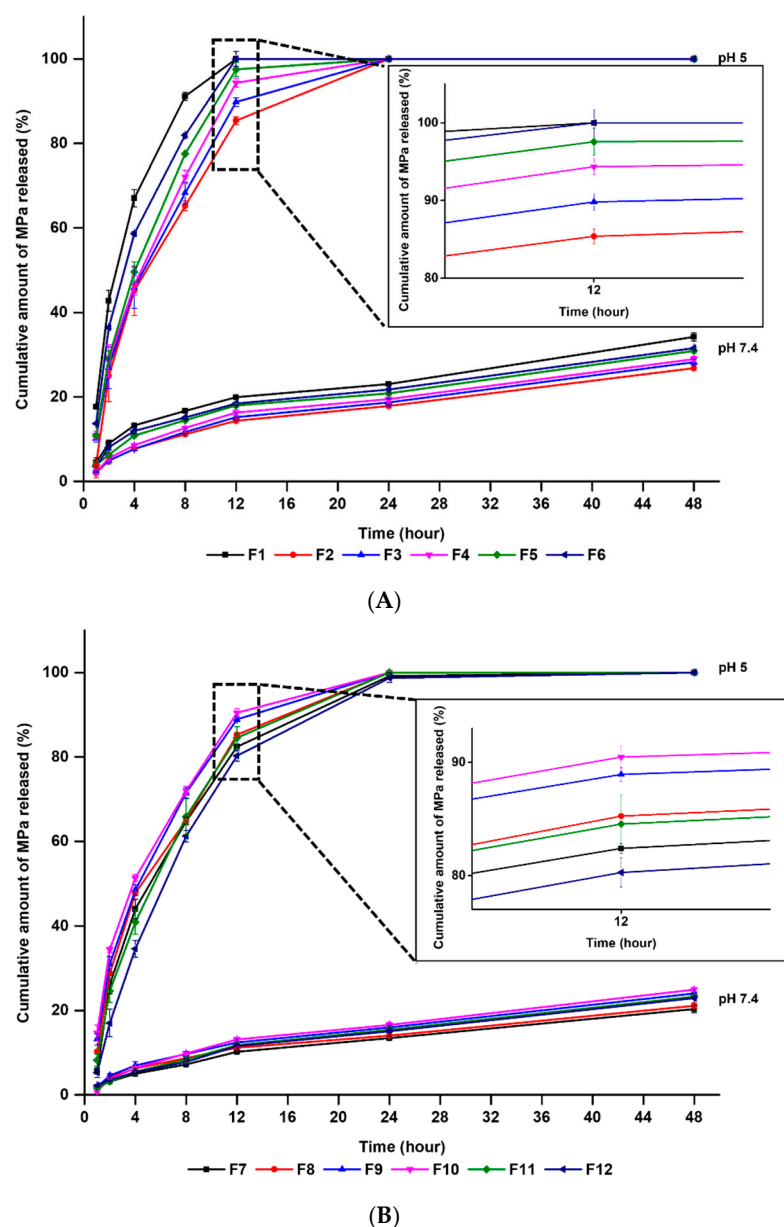 Cumulative amount of MPa released (%)
100
80
60
40
20
0
0 4 8 12 16 20 24 28 32 36 40 44 48
Time (hour)
pH 5
pH 7.4
Cumulative amount of MPa released (%)
100
90
80
12
Time (hour)
F1 F2 F3 F4 F5 F6
(A)
Cumulative amount of MPa released (%)
100
80
60
40
20
0
0 4 8 12 16 20 24 28 32 36 40 44 48
Time (hour)
pH 5
pH 7.4
Cumulative amount of MPa released (%)
90
80
12
Time (hour)
F7 F8 F9 F10 F11 F12
(B)